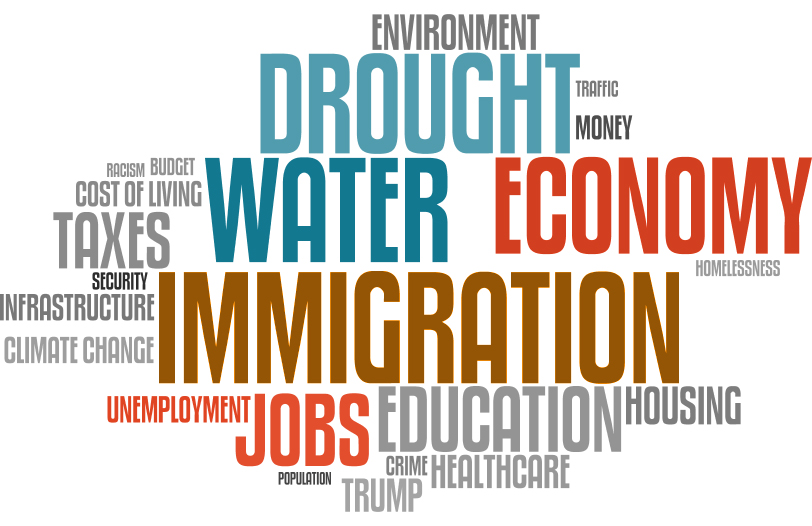 ENVIRONMENT
DROUGHT
TRAFFIC
MONEY
RACISM
BUDGET
COST OF LIVING
WATER
ECONOMY
TAXES
HOMELESSNESS
SECURITY
INFRASTRUCTURE
IMMIGRATION
CLIMATE CHANGE
UNEMPLOYMENT
JOBS
EDUCATION
HOUSING
CRIME
HEALTHCARE
POPULATION
TRUMP